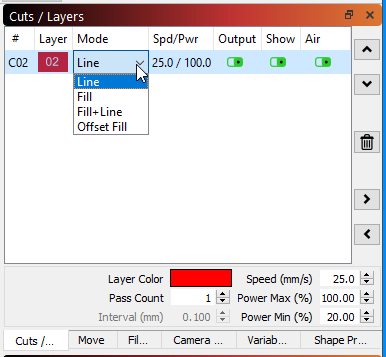 Cuts / Layers
# Layer Mode Spd/Pwr Output Show Air
C02 02 Line 25.0 / 100.0
Line
Fill
Fill+Line
Offset Fill
Layer Color Speed (mm/s) 25.0
Pass Count 1 Power Max (%) 100.00
Interval (mm) 0.100 Power Min (%) 20.00
Cuts /... Move Fil... Camera ... Variab... Shape Pr...